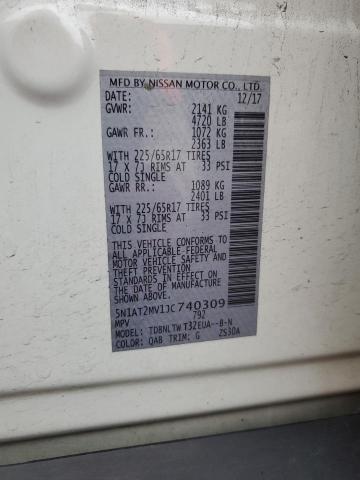 MFD BY NISSAN MOTOR CO., LTD.
DATE: 12/17
GVWR: 2141 KG
4720 LB
GAWR FR: 1072 KG
2363 LB
WITH 225/65R17 TIRES
17 X 7J RIMS AT 33 PSI
COLD SINGLE
GAWR RR: 1089 KG
2401 LB
WITH 225/65R17 TIRES
17 X 7J RIMS AT 33 PSI
COLD SINGLE
THIS VEHICLE CONFORMS TO
ALL APPLICABLE FEDERAL
MOTOR VEHICLE SAFETY AND
THEFT PREVENTION
STANDARDS IN EFFECT ON THE
DATE OF MANUFACTURE
SHOWN ABOVE.
5N1AT2MV1JC740309
MPV 792
MODEL: TDBNLTW T32EUA--B-N
COLOR: QAB TRIM: G ZS3DA